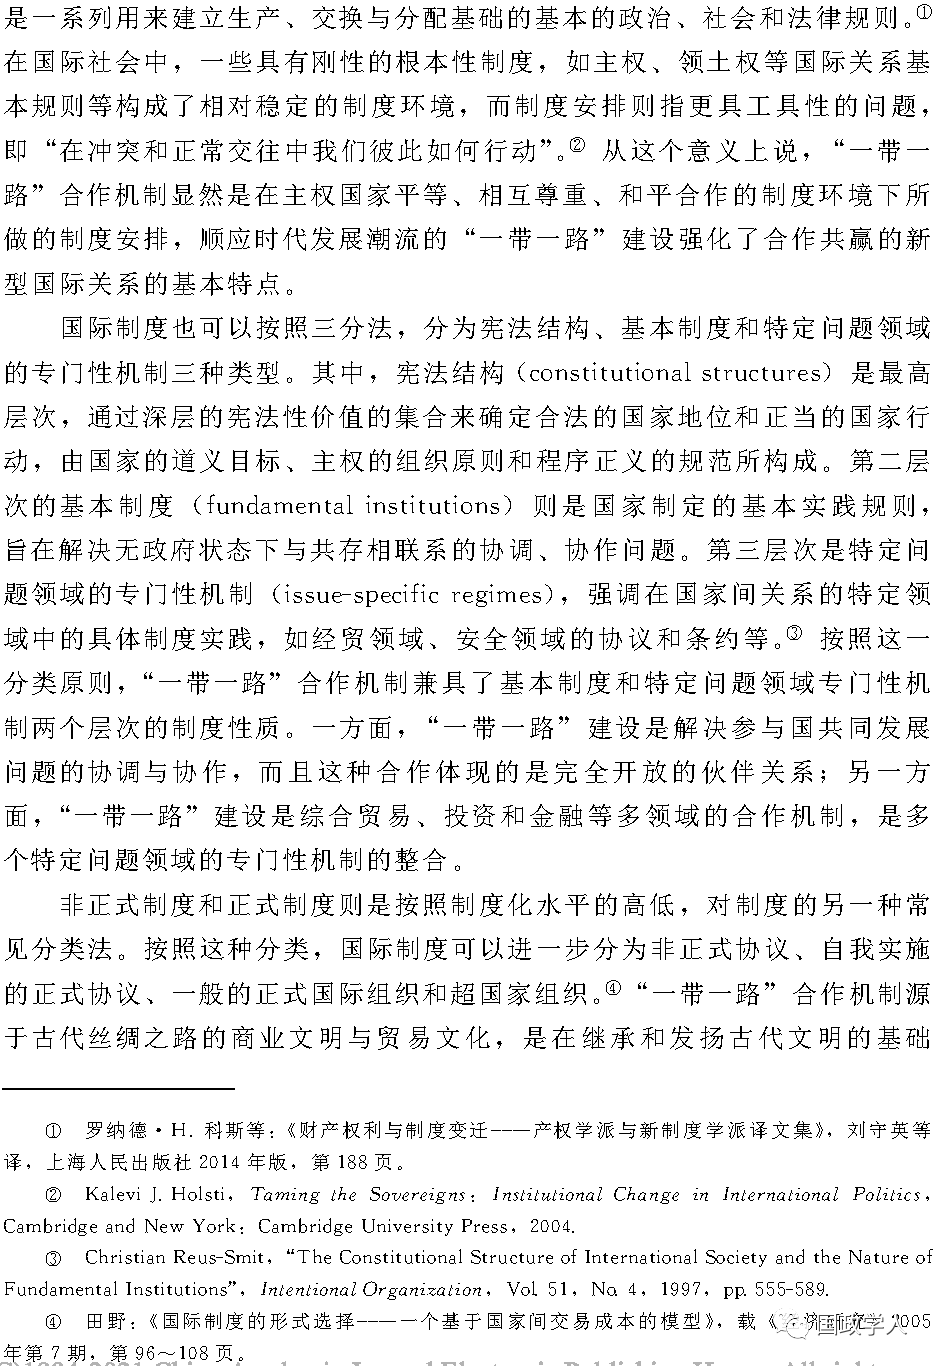 是一系列用来建立生产、交换与分配基础的基本的政治、社会和法律规则。①
在国际社会中，一些具有刚性的根本性制度，如主权、领土权等国际关系基
本规则等构成了相对稳定的制度环境，而制度安排则指更具工具性的问题，
即“在冲突和正常交往中我们彼此如何行动”。② 从这个意义上说，“一带一
路”合作机制显然是在主权国家平等、相互尊重、和平合作的制度环境下所
做的制度安排，顺应时代发展潮流的“一带一路”建设强化了合作共赢的新
型国际关系的基本特点。
国际制度也可以按照三分法，分为宪法结构、基本制度和特定问题领域
的专门性机制三种类型。其中，宪法结构（constitutional structures）是最高
层次，通过深层的宪法性价值的集合来确定合法的国家地位和正当的国家行
动，由国家的道义目标、主权的组织原则和程序正义的规范所构成。第二层
次的基本制度（fundamental institutions）则是国家制定的基本实践规则，
旨在解决无政府状态下与共存相联系的协调、协作问题。第三层次是特定问
题领域的专门性机制（issue-specific regimes），强调在国家间关系的特定领
域中的具体制度实践，如经贸领域、安全领域的协议和条约等。③ 按照这一
分类原则，“一带一路”合作机制兼具了基本制度和特定问题领域专门性机
制两个层次的制度性质。一方面，“一带一路”建设是解决参与国共同发展
问题的协调与协作，而且这种合作体现的是完全开放的伙伴关系；另一方
面，“一带一路”建设是综合贸易、投资和金融等多领域的合作机制，是多
个特定问题领域的专门性机制的整合。
非正式制度和正式制度则是按照制度化水平的高低，对制度的另一种常
见分类法。按照这种分类，国际制度可以进一步分为非正式协议、自我实施
的正式协议、一般的正式国际组织和超国家组织。④“一带一路”合作机制源
于古代丝绸之路的商业文明与贸易文化，是在继承和发扬古代文明的基础
① 罗纳德·H. 科斯等：《财产权利与制度变迁——产权学派与新制度学派译文集》，刘守英等
译，上海人民出版社2014年版，第188页。
② Kalevi J. Holsti, Taming the Sovereigns: Institutional Change in International Politics,
Cambridge and New York: Cambridge University Press, 2004.
③ Christian Reus-Smit, “The Constitutional Structure of International Society and the Nature of
Fundamental Institutions”, Intentional Organization, Vol. 51, No. 4, 1997, pp. 555-589.
④ 田野：《国际制度的形式选择——一个基于国家间交易成本的模型》，载《 2005
年第7期，第96～108页。
国政学人